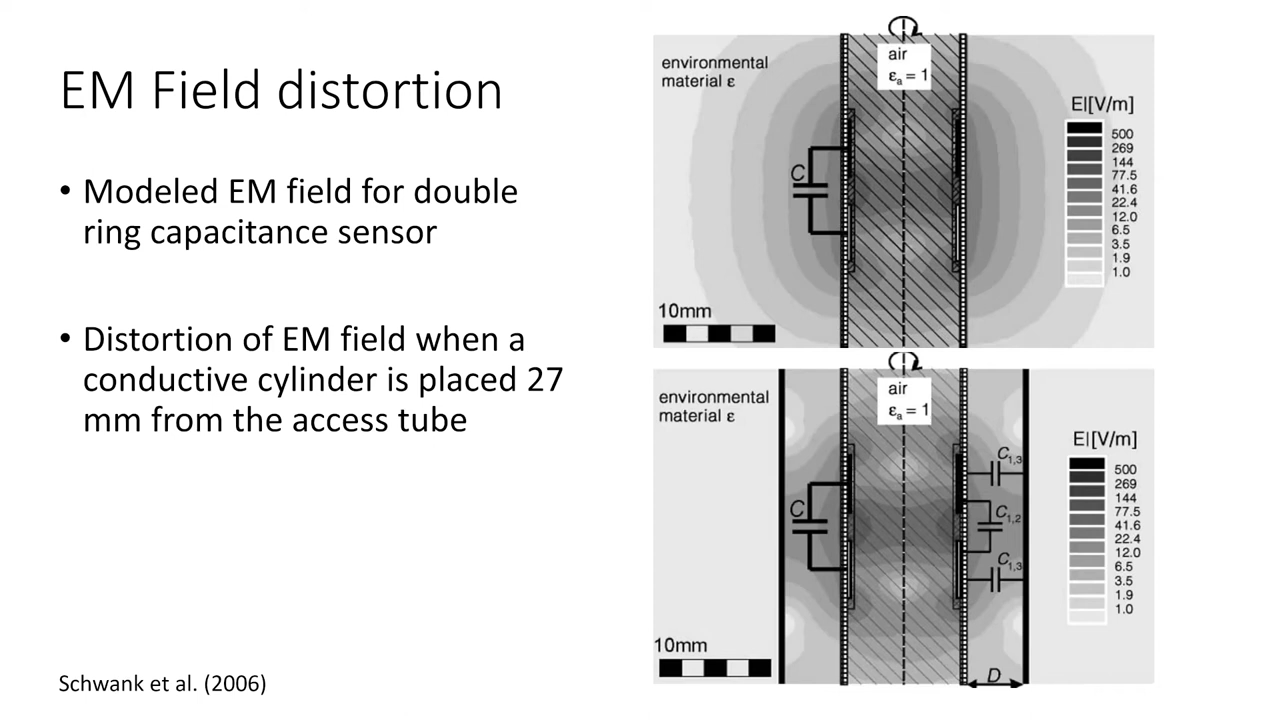 EM Field distortion
• Modeled EM field for double
ring capacitance sensor
• Distortion of EM field when a
conductive cylinder is placed 27
mm from the access tube
Schwank et al. (2006)
environmental
material ε
air
εa = 1
C
10mm
E|[V/m]
500
269
144
77.5
41.6
22.4
12.0
6.5
3.5
1.9
1.0
environmental
material ε
air
εa = 1
C
C1,3
C1,2
C1,3
10mm
D
E|[V/m]
500
269
144
77.5
41.6
22.4
12.0
6.5
3.5
1.9
1.0